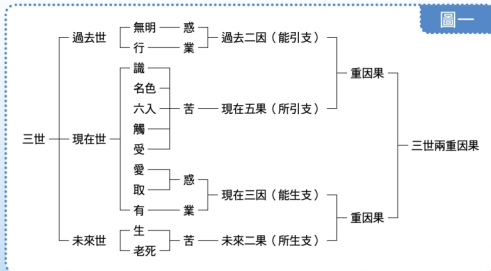 圖一
無明 惑
過去世 過去二因（能引支）
行 業
識
重因果
名色
六入 苦 現在五果（所引支）
觸
三世 現在世 三世兩重因果
受
愛
惑
取 現在三因（能生支）
有 業
重因果
生
未來世 苦 未來二果（所生支）
老死